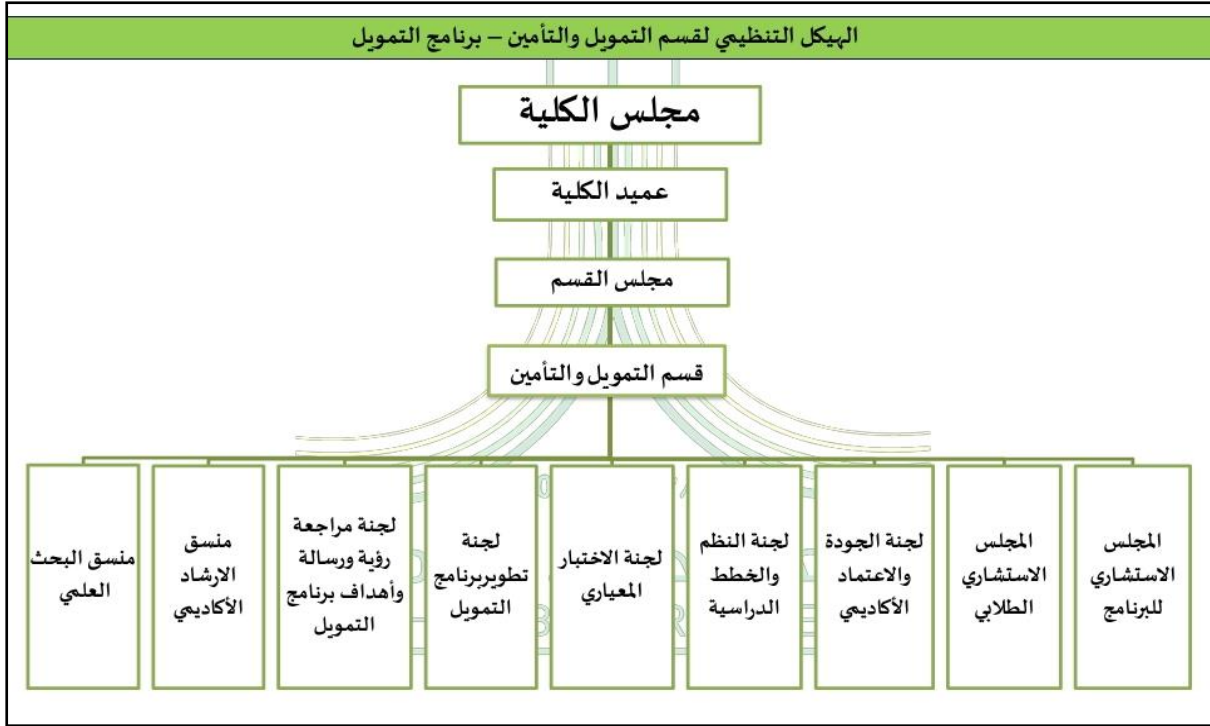 الهيكل التنظيمي لقسم التمويل والتأمين – برنامج التمويل
مجلس الكلية
عميد الكلية
مجلس القسم
قسم التمويل والتأمين
المجلس
الاستشاري
للبرنامج
المجلس
الاستشاري
الطلابي
لجنة الجودة
والاعتماد
الأكاديمي
لجنة النظم
والخطط
الدراسية
لجنة الاختبار
المعياري
لجنة
تطويربرنامج
التمويل
لجنة مراجعة
رؤية ورسالة
وأهداف برنامج
التمويل
منسق
الارشاد
الأكاديمي
منسق البحث
العلمي